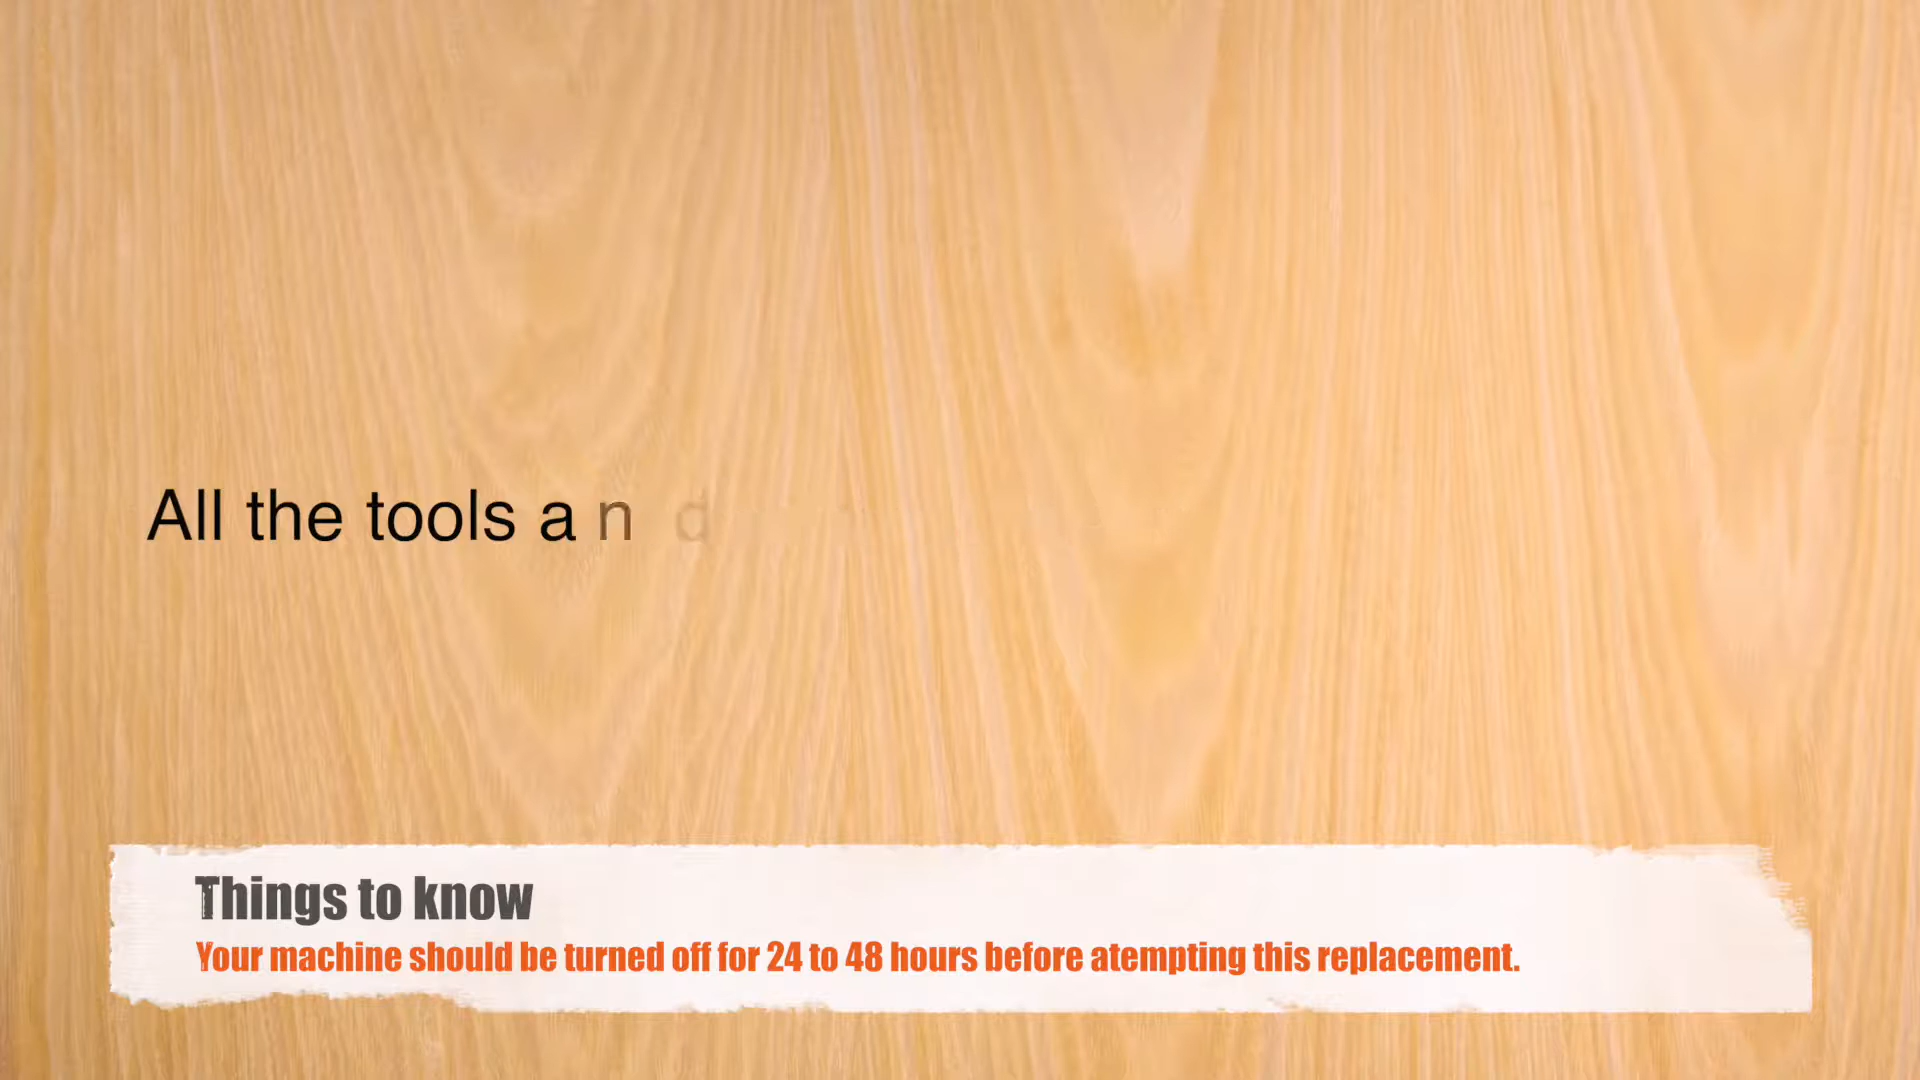 All the tools and
Things to know
Your machine should be turned off for 24 to 48 hours before atempting this replacement.